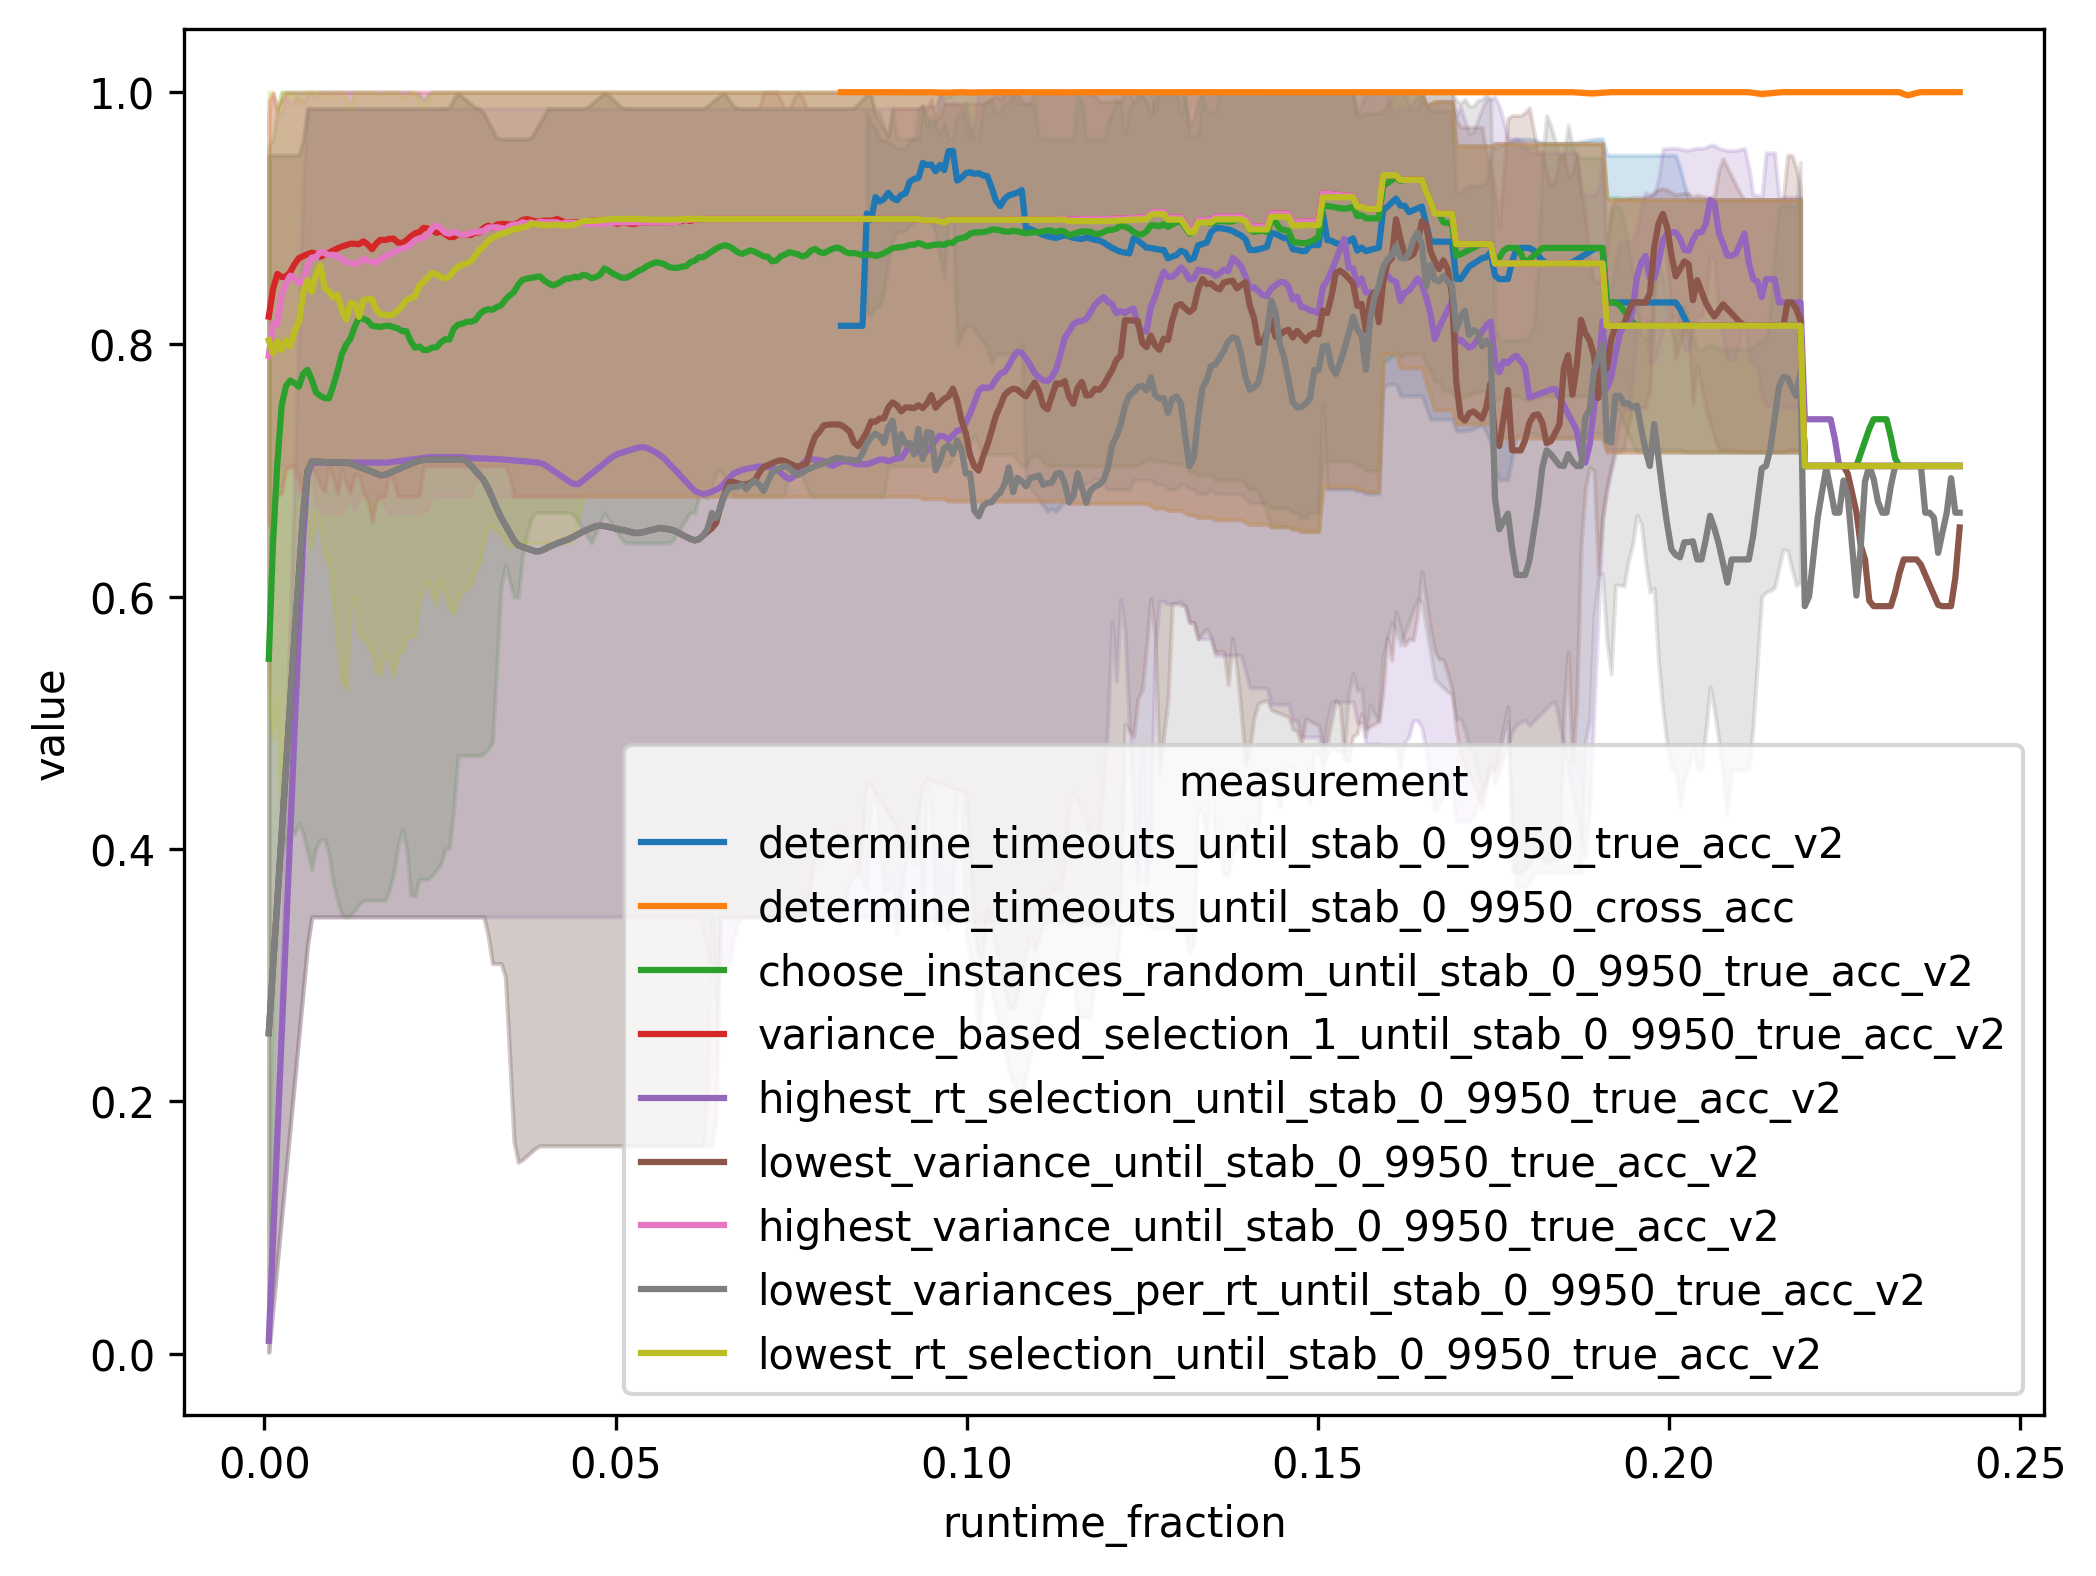 1.0
0.8
0.6
0.4
0.2
0.0
value
measurement
determine_timeouts_until_stab_0_9950_true_acc_v2
determine_timeouts_until_stab_0_9950_cross_acc
choose_instances_random_until_stab_0_9950_true_acc_v2
variance_based_selection_1_until_stab_0_9950_true_acc_v2
highest_rt_selection_until_stab_0_9950_true_acc_v2
lowest_variance_until_stab_0_9950_true_acc_v2
highest_variance_until_stab_0_9950_true_acc_v2
lowest_variances_per_rt_until_stab_0_9950_true_acc_v2
lowest_rt_selection_until_stab_0_9950_true_acc_v2
0.00 0.05 0.10 0.15 0.20 0.25
runtime_fraction